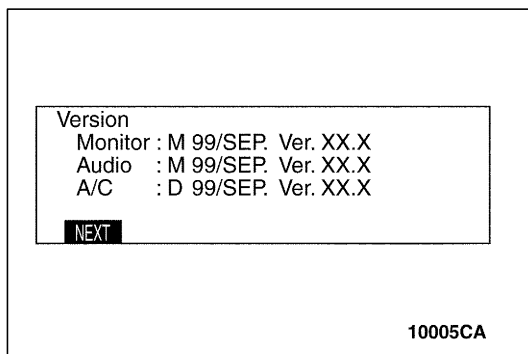 Version
Monitor : M 99/SEP. Ver. XX.X
Audio : M 99/SEP. Ver. XX.X
A/C : D 99/SEP. Ver. XX.X
NEXT
10005CA